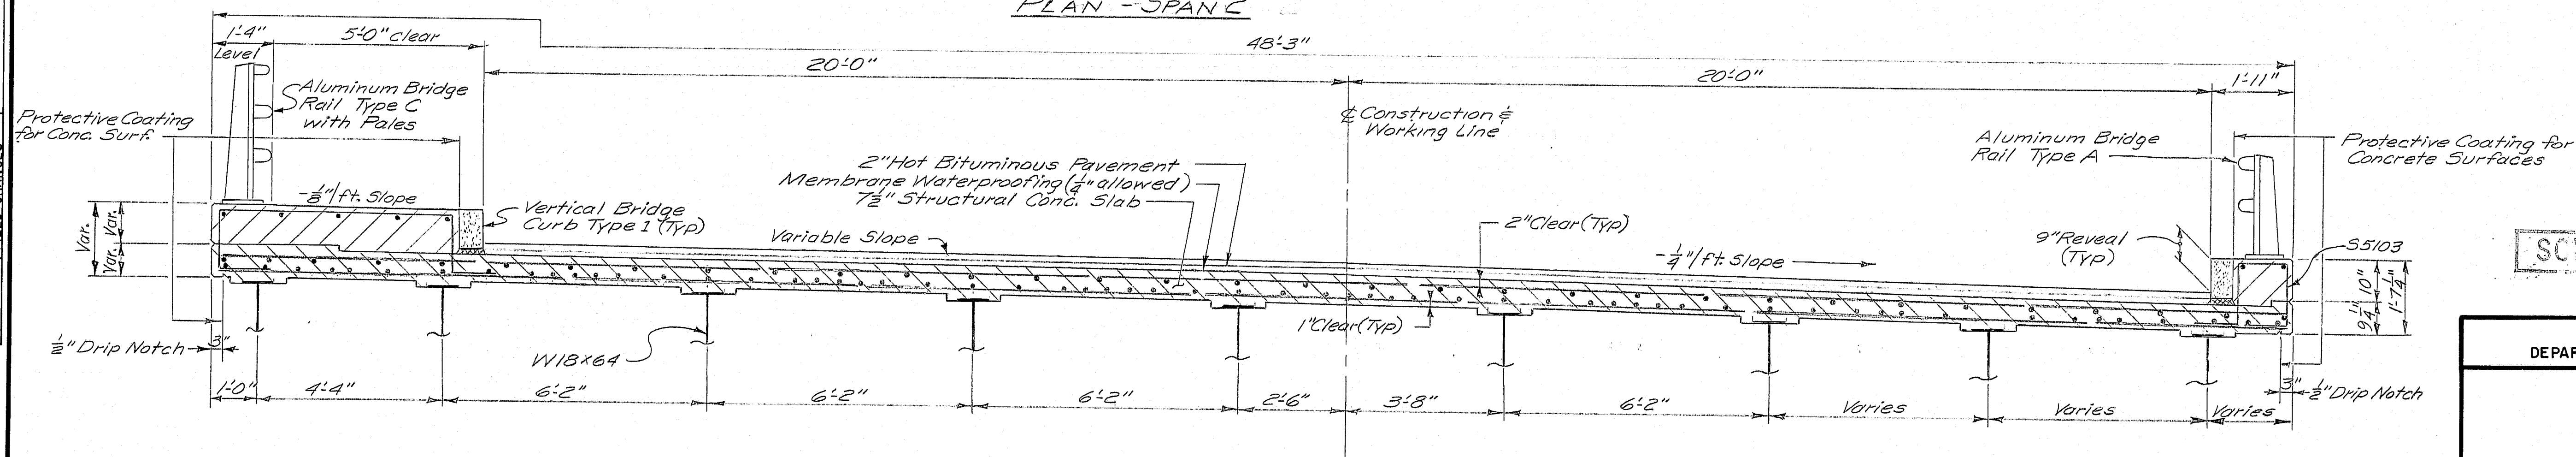 PLAN - SPAN C
1'-4"
5'-0" clear
48'-3"
Level
20'-0"
20'-0"
1'-11"
Aluminum Bridge
Rail Type C
with Pales
Protective Coating
for Conc. Surf.
℄ Construction &
Working Line
Aluminum Bridge
Rail Type A
Protective Coating for
Concrete Surfaces
2" Hot Bituminous Pavement
Membrane Waterproofing (1/4" allowed)
7 1/2" Structural Conc. Slab
-1/8"/ft. Slope
Vertical Bridge
Curb Type 1 (Typ)
Var.
Var.
Var.
Variable Slope
2" Clear (Typ)
-1/4"/ft. Slope
9" Reveal
(Typ)
S5103
10"
9 1/4"
1'-7 1/4"
SC
1" Clear (Typ)
1/2" Drip Notch
3"
W18x64
3"
1/2" Drip Notch
1'-0"
4'-4"
6'-2"
6'-2"
6'-2"
2'-6"
3'-8"
6'-2"
Varies
Varies
Varies
DEPAR